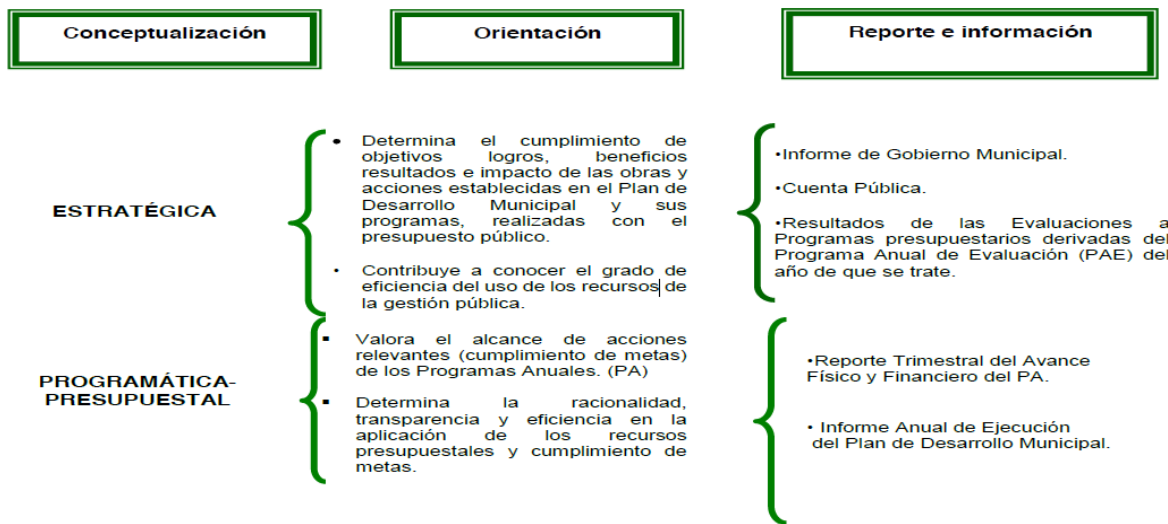 Conceptualización
Orientación
Reporte e información
ESTRATÉGICA
• Determina el cumplimiento de
objetivos logros, beneficios
resultados e impacto de las obras y
acciones establecidas en el Plan de
Desarrollo Municipal y sus
programas, realizadas con el
presupuesto público.
• Contribuye a conocer el grado de
eficiencia del uso de los recursos de
la gestión pública.
•Informe de Gobierno Municipal.
•Cuenta Pública.
•Resultados de las Evaluaciones a
Programas presupuestarios derivadas del
Programa Anual de Evaluación (PAE) del
año de que se trate.
PROGRAMÁTICA-
PRESUPUESTAL
▪ Valora el alcance de acciones
relevantes (cumplimiento de metas)
de los Programas Anuales. (PA)
▪ Determina la racionalidad,
transparencia y eficiencia en la
aplicación de los recursos
presupuestales y cumplimiento de
metas.
•Reporte Trimestral del Avance
Físico y Financiero del PA.
• Informe Anual de Ejecución
del Plan de Desarrollo Municipal.